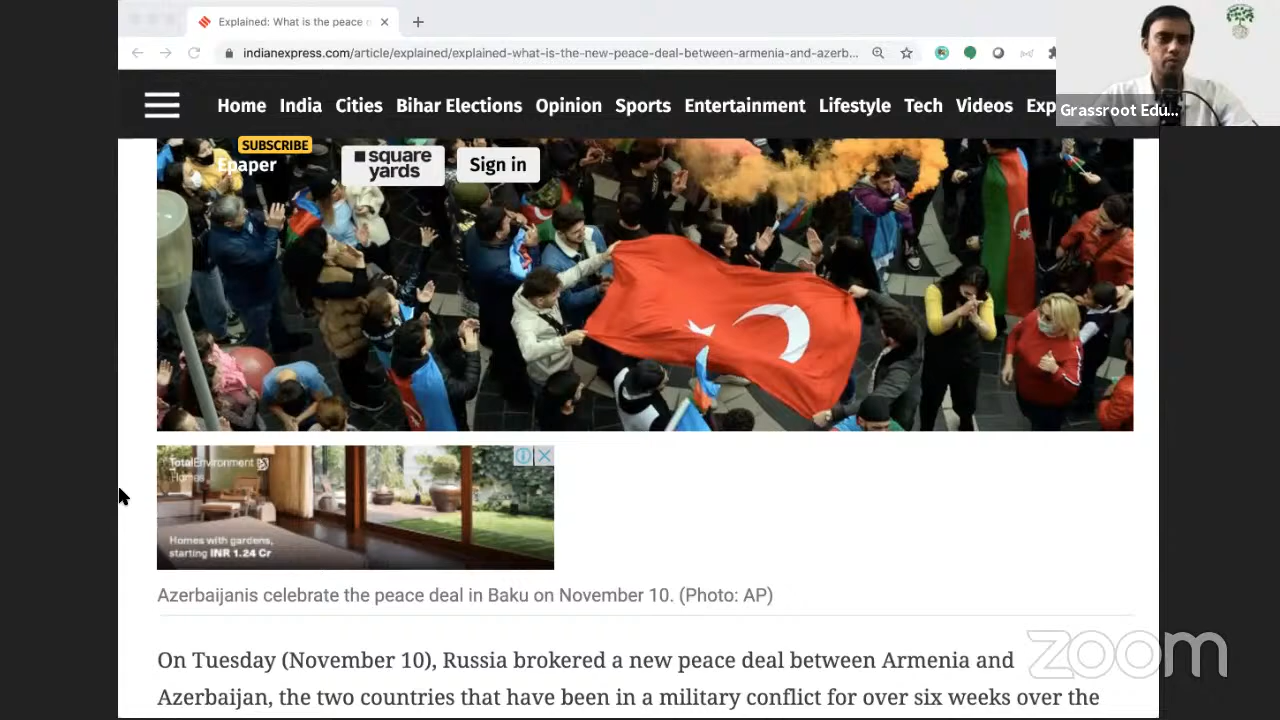 Explained: What is the peace
indianexpress.com/article/explained/explained-what-is-the-new-peace-deal-between-armenia-and-azerb...
Home India Cities Bihar Elections Opinion Sports Entertainment Lifestyle Tech Videos Exp
Grassroot Edu...
SUBSCRIBE
Epaper
square
yards
Sign in
TotalEnvironment
Homes
Homes with gardens,
starting INR 1.24 Cr
Azerbaijanis celebrate the peace deal in Baku on November 10. (Photo: AP)
On Tuesday (November 10), Russia brokered a new peace deal between Armenia and
Azerbaijan, the two countries that have been in a military conflict for over six weeks over the
zoom